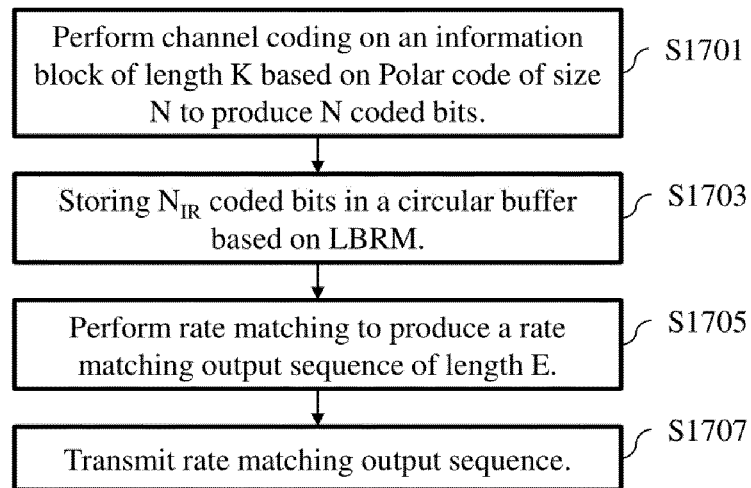 Perform channel coding on an information
block of length K based on Polar code of size
N to produce N coded bits.
S1701
Storing N_IR coded bits in a circular buffer
based on LBRM.
S1703
Perform rate matching to produce a rate
matching output sequence of length E.
S1705
Transmit rate matching output sequence.
S1707